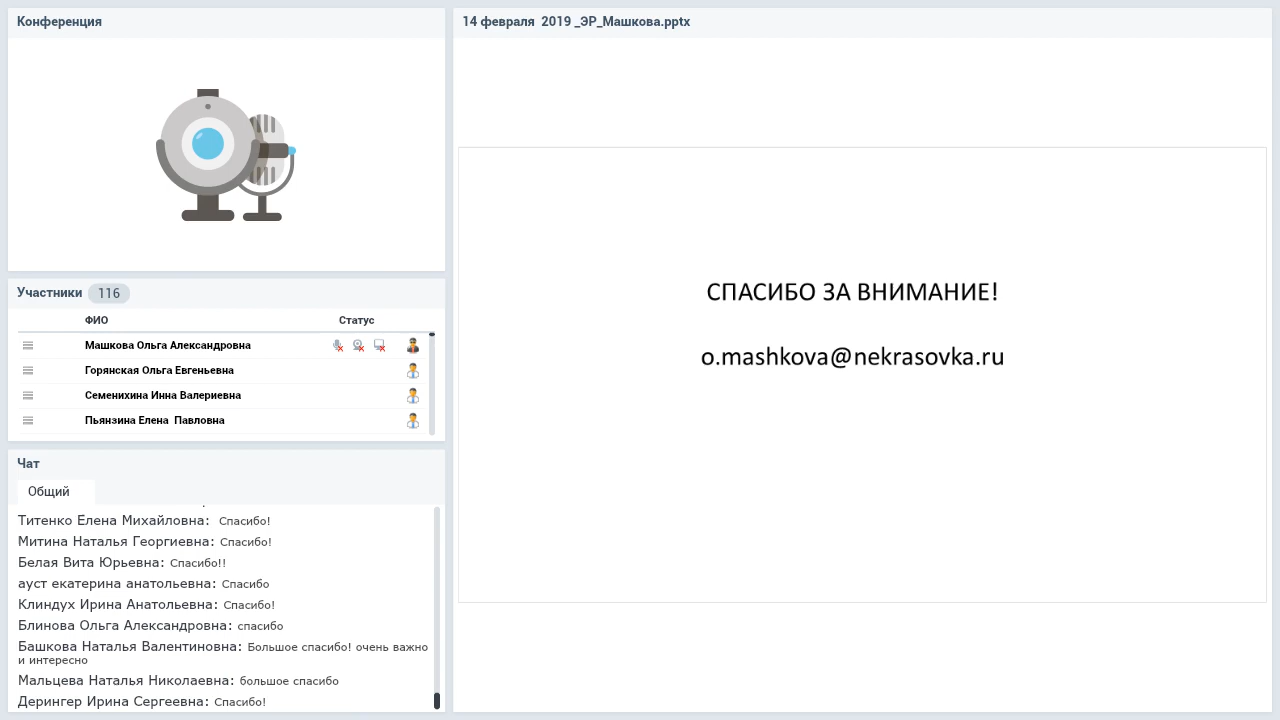 Конференция
14 февраля  2019 _ЭР_Машкова.pptx
СПАСИБО ЗА ВНИМАНИЕ!
o.mashkova@nekrasovka.ru
Участники 116
ФИО Статус
Машкова Ольга Александровна
Горянская Ольга Евгеньевна
Семенихина Инна Валериевна
Пьянзина Елена  Павловна
Чат
Общий
Титенко Елена Михайловна:  Спасибо!
Митина Наталья Георгиевна: Спасибо!
Белая Вита Юрьевна: Спасибо!!
ауст екатерина анатольевна: Спасибо
Клиндух Ирина Анатольевна: Спасибо!
Блинова Ольга Александровна: спасибо
Башкова Наталья Валентиновна: Большое спасибо! очень важно
и интересно
Мальцева Наталья Николаевна: большое спасибо
Дерингер Ирина Сергеевна: Спасибо!